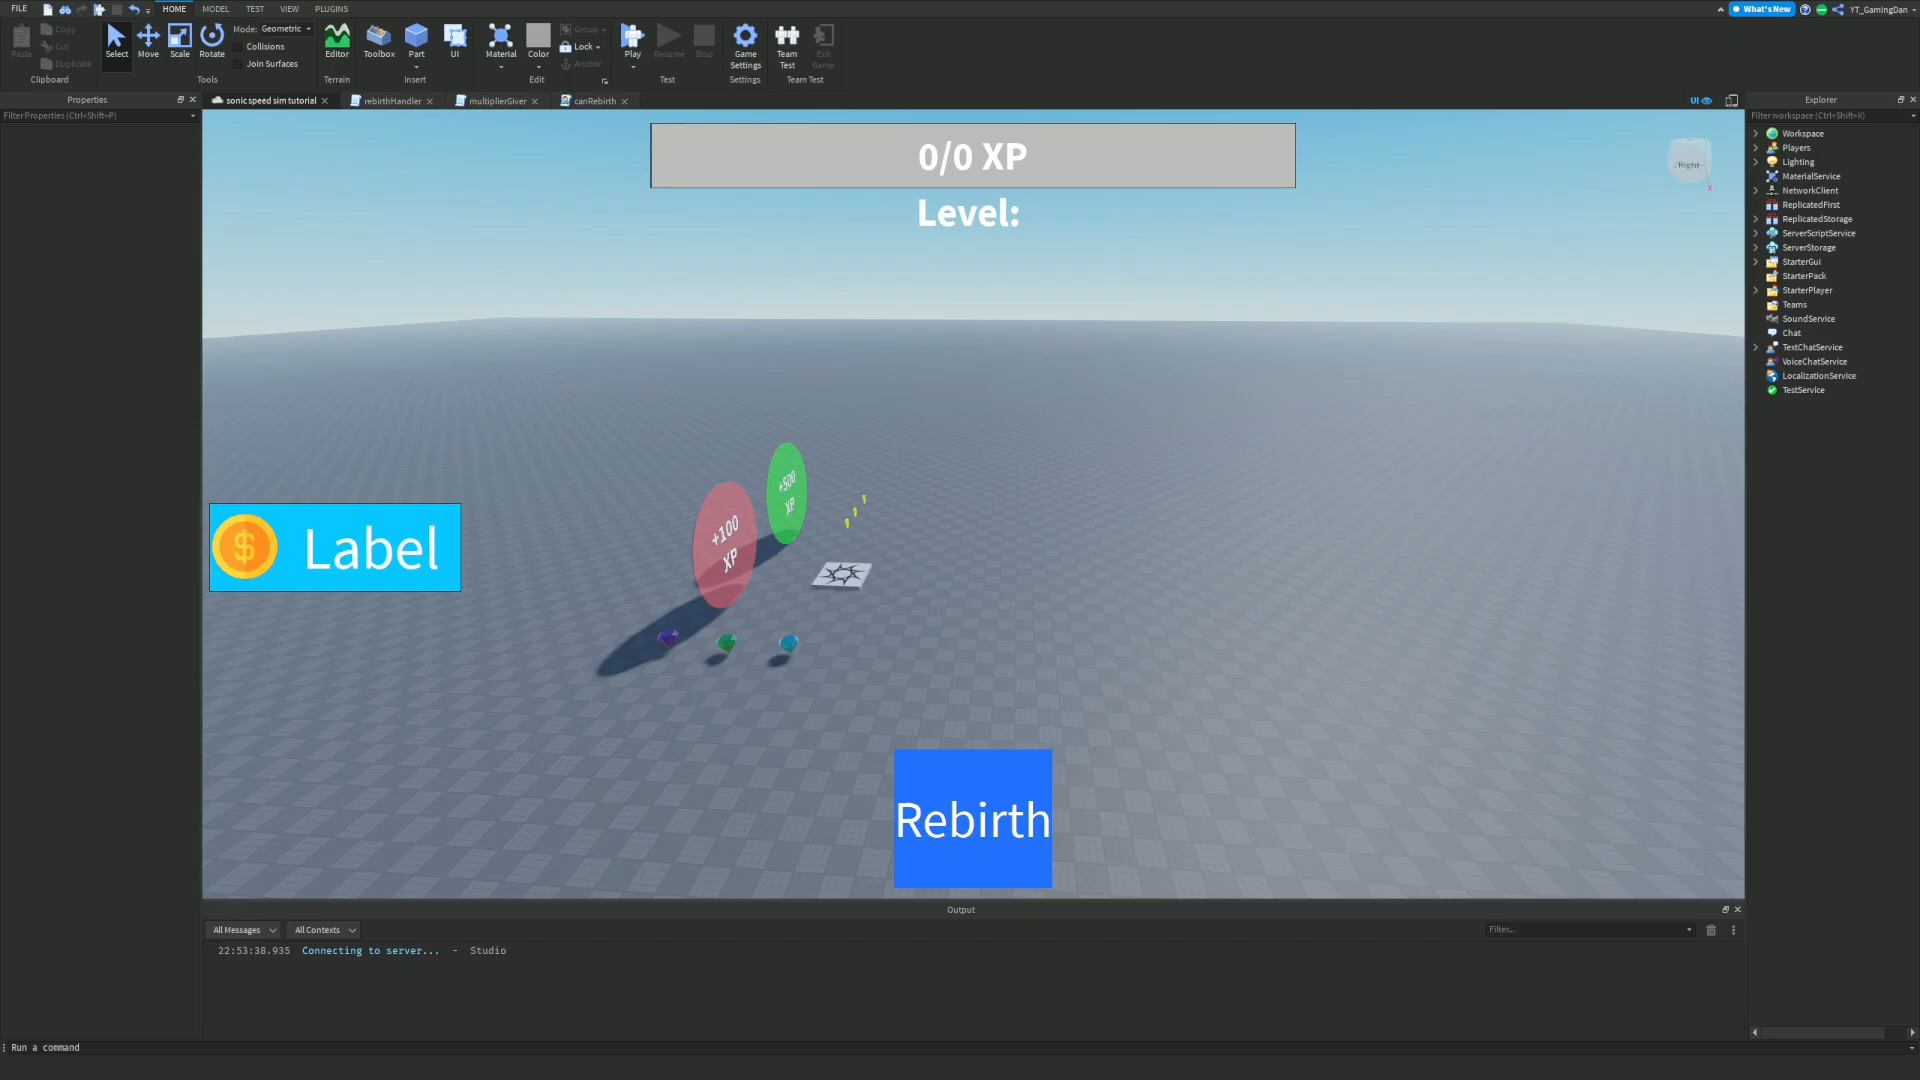 FILE HOME MODEL TEST VIEW PLUGINS What's New YT_GamingDan
Paste Copy Cut Duplicate Clipboard
Select Move Scale Rotate Mode: Geometric Collisions Join Surfaces Tools
Editor Terrain
Toolbox Part UI Insert
Material Color Group Lock Anchor Edit
Play Resume Stop Test
Game Settings Settings
Team Test Exit Game Team Test
Properties
Filter Properties (Ctrl+Shift+P)
sonic speed sim tutorial rebirthHandler multiplierGiver canRebirth UI
0/0 XP
Level:
Right
X
+500
XP
+100
XP
Label
Rebirth
Explorer
Filter workspace (Ctrl+Shift+X)
Workspace
Players
Lighting
MaterialService
NetworkClient
ReplicatedFirst
ReplicatedStorage
ServerScriptService
ServerStorage
StarterGui
StarterPack
StarterPlayer
Teams
SoundService
Chat
TextChatService
VoiceChatService
LocalizationService
TestService
Output
All Messages All Contexts Filter...
22:53:38.935 Connecting to server... - Studio
Run a command